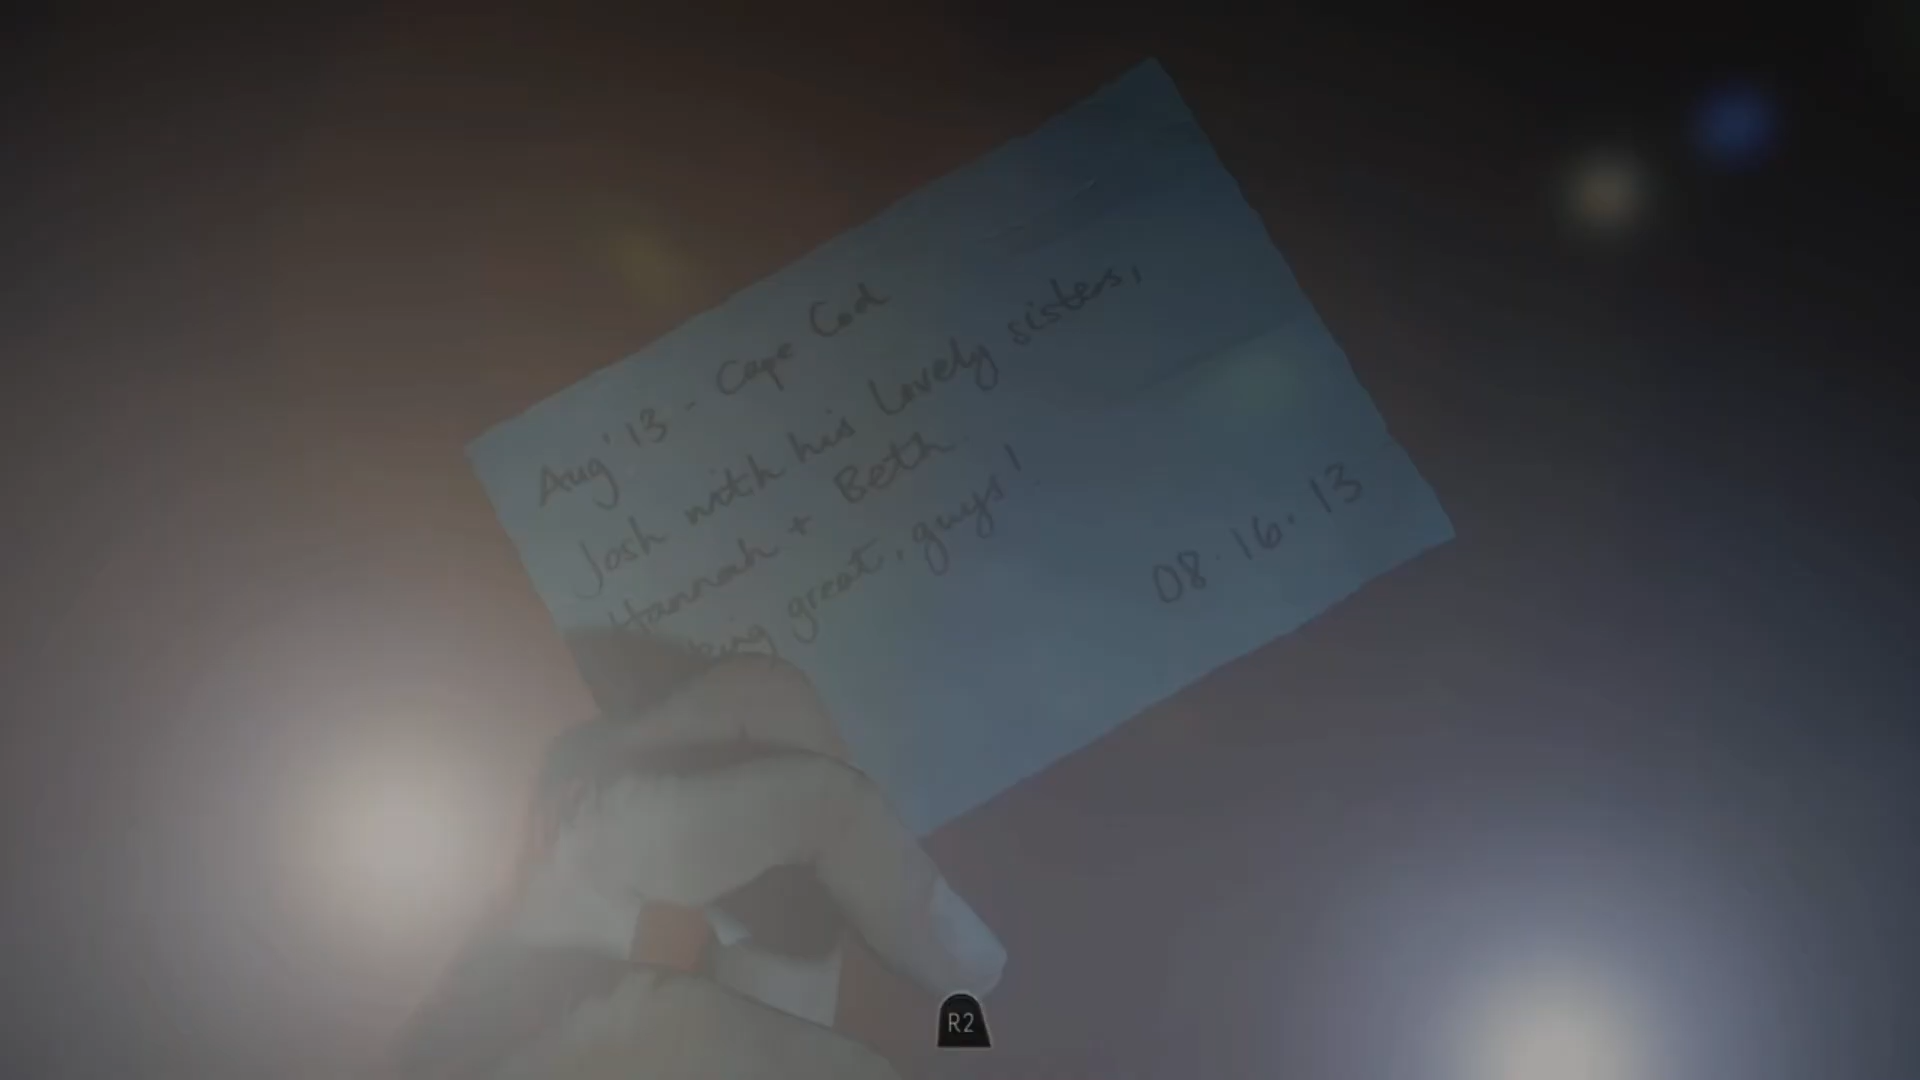 Aug '13 - Cape Cod
Josh with his lovely sisters,
Hannah + Beth
great, guys!
08.16.13
R2